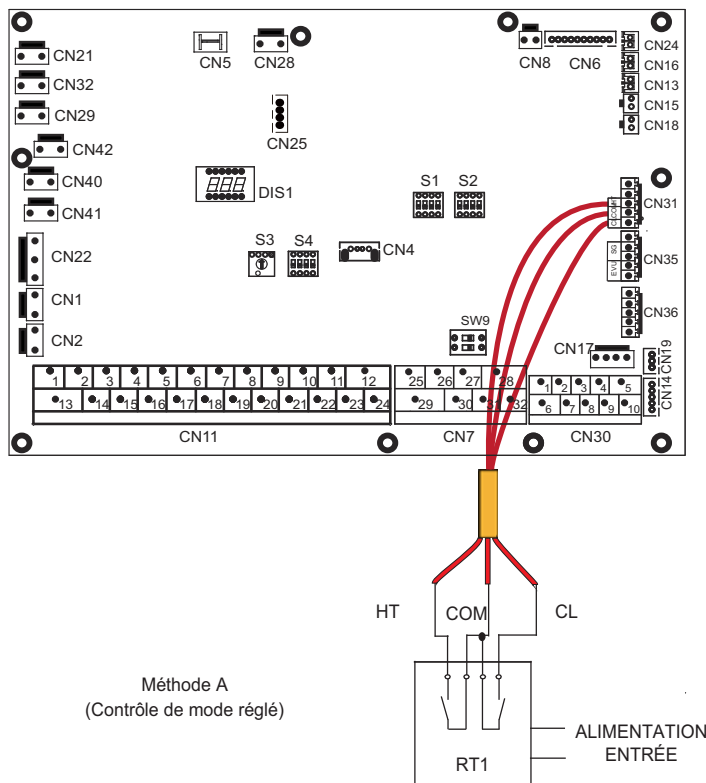 CN21
CN5
CN28
CN8
CN6
CN24
CN32
CN16
CN13
CN29
CN15
CN18
CN25
CN42
CN40
DIS1
S1
S2
CN31
COM
CN41
CN22
S3
S4
CN4
SG
CN35
EVU
CN1
CN36
SW9
CN2
CN17
CN19
1 2 3 4 5 6 7 8 9 10 11 12
25 26 27 28
1 2 3 4 5
CN14
13 14 15 16 17 18 19 20 21 22 23 24
29 30 31 32
6 7 8 9 10
CN11
CN7
CN30
HT
COM
CL
Méthode A
(Contrôle de mode réglé)
RT1
ALIMENTATION
ENTRÉE